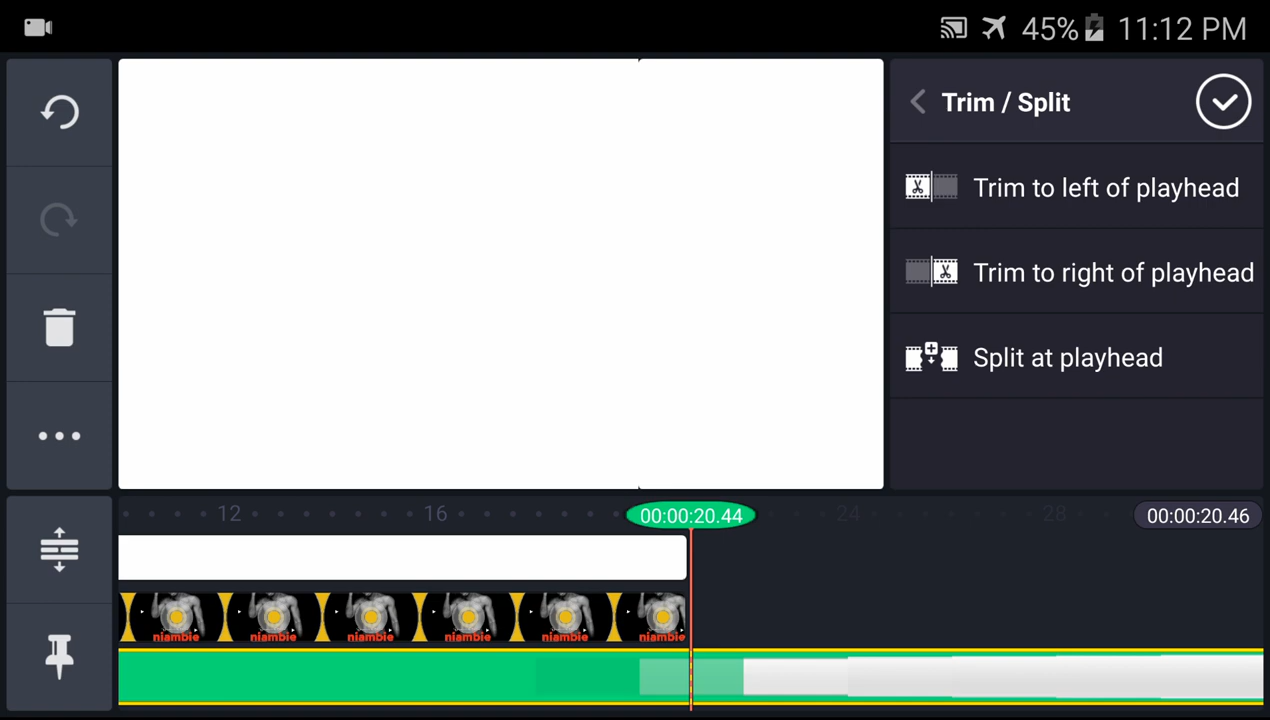 45% 11:12 PM
Trim / Split
Trim to left of playhead
Trim to right of playhead
Split at playhead
12 16 00:00:20.44 24 28 00:00:20.46
niambie niambie niambie niambie niambie niambie